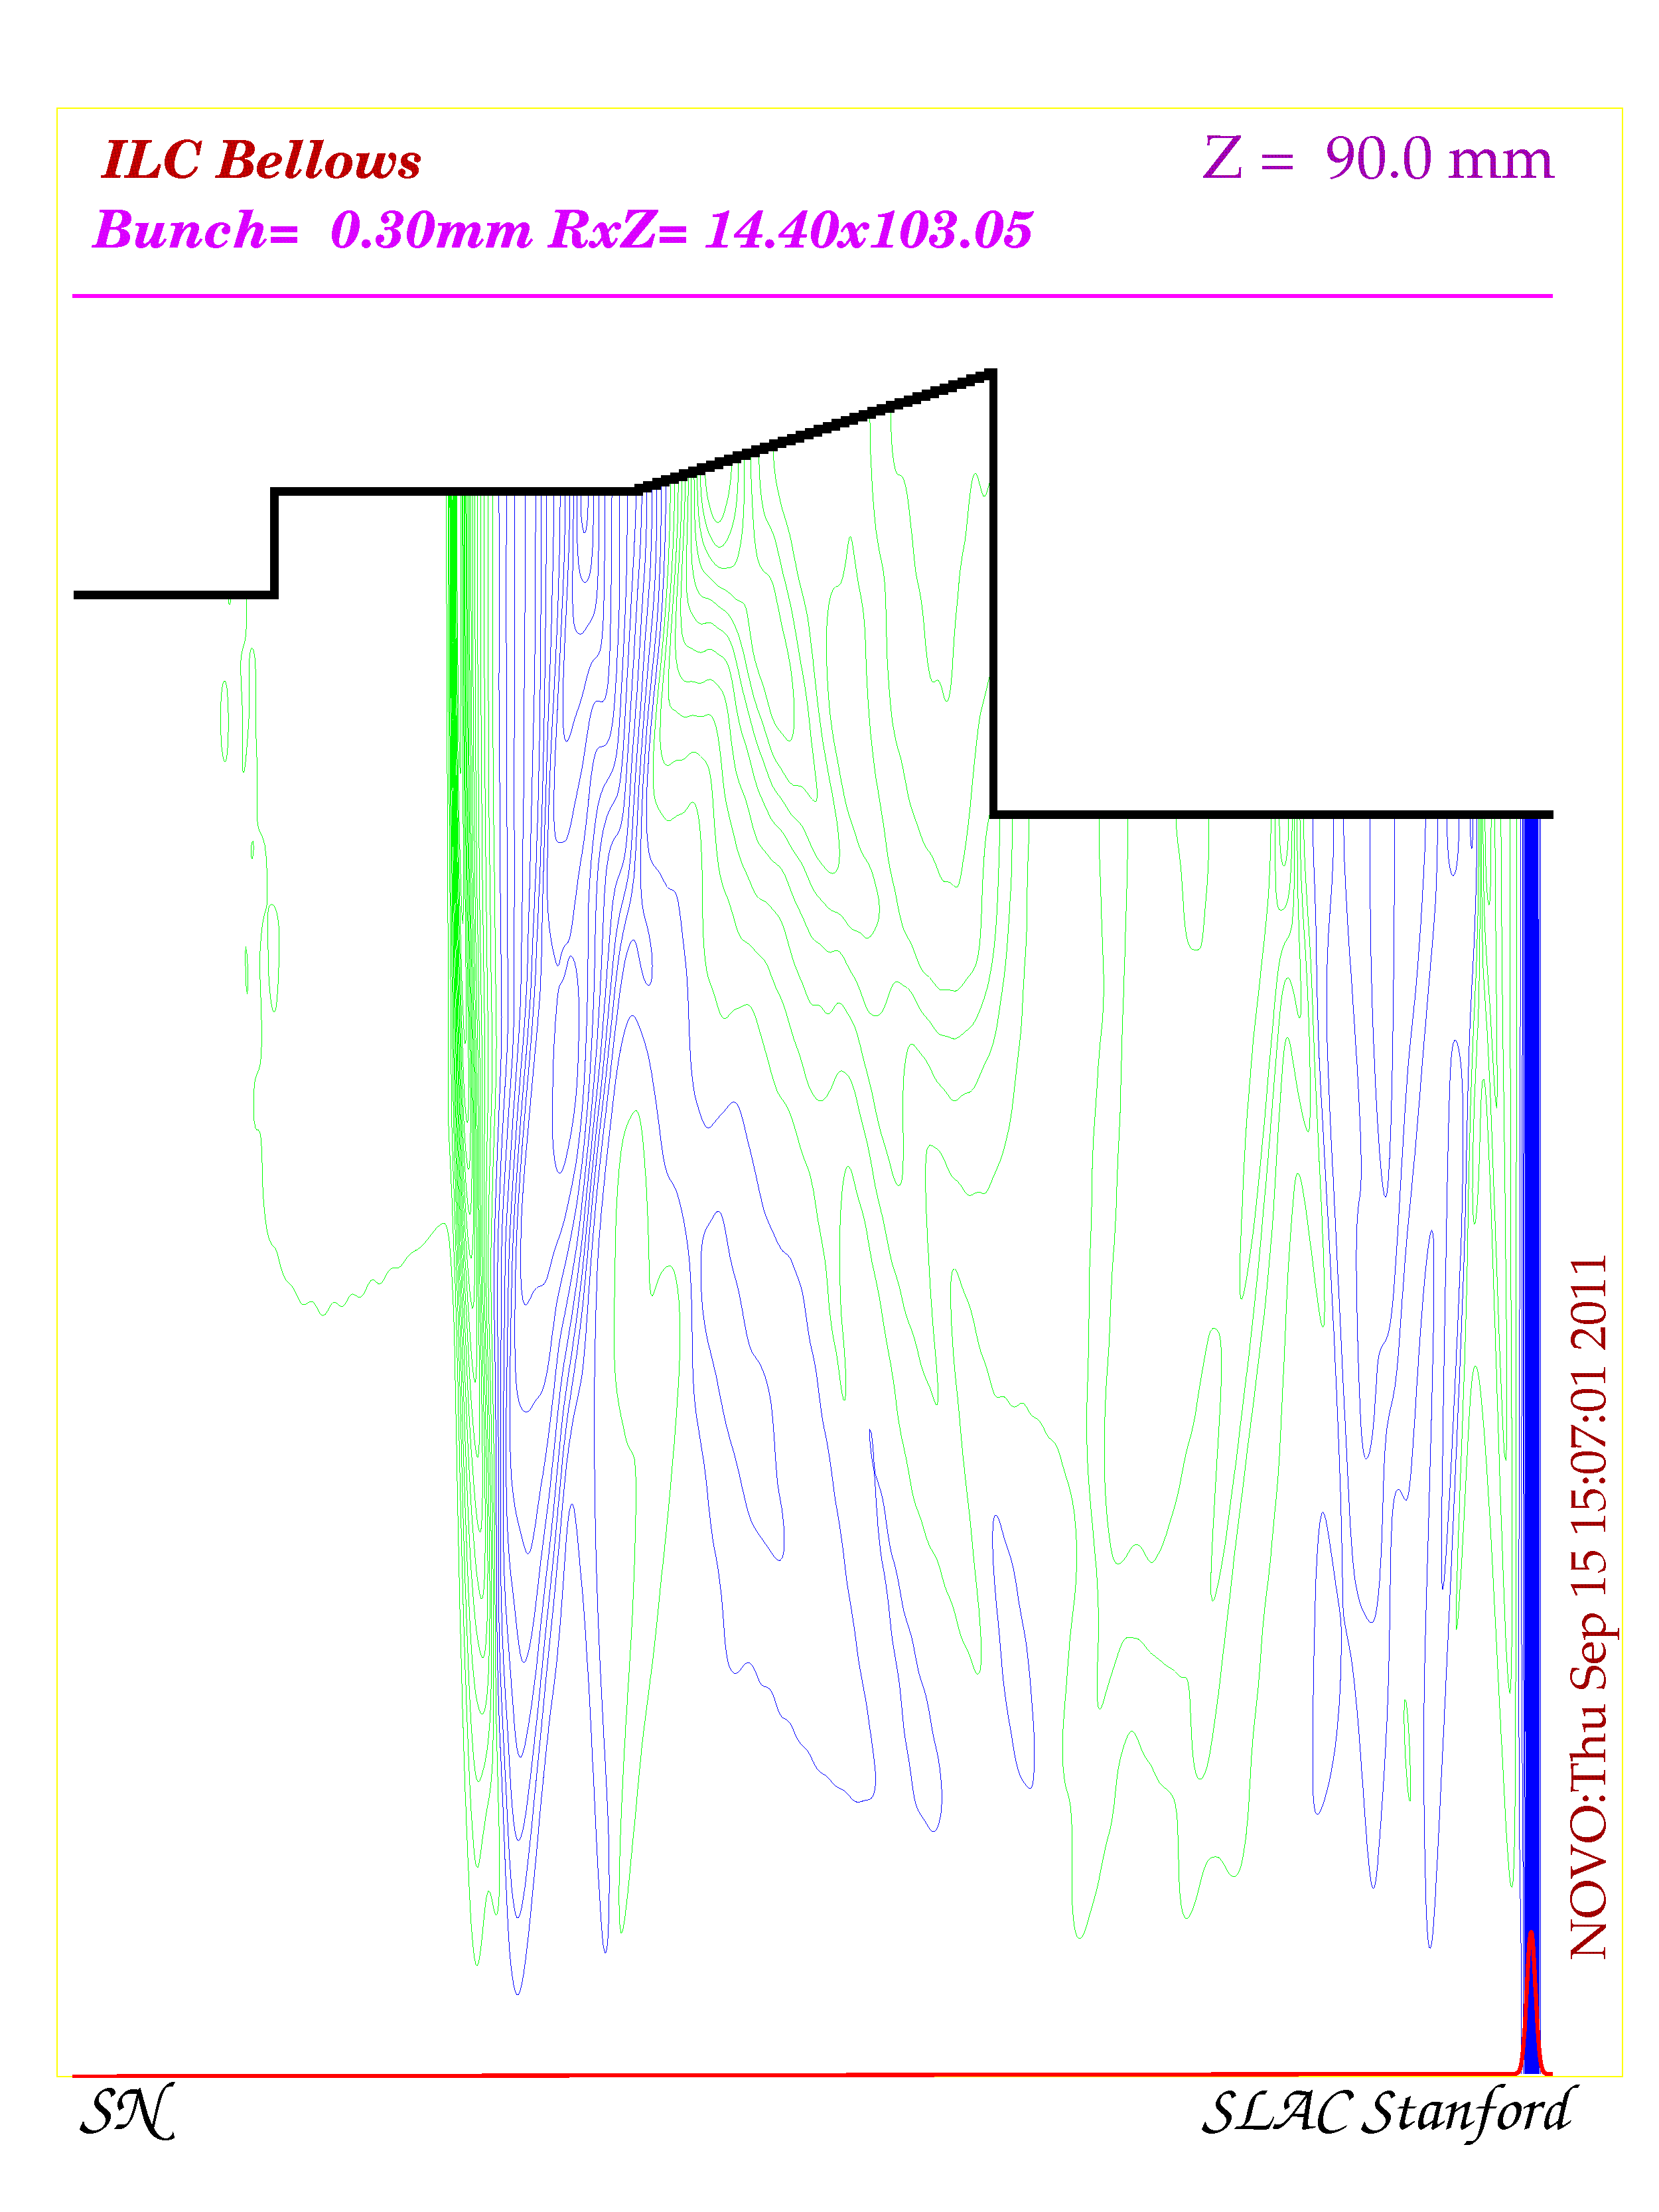 ILC Bellows
Z = 90.0 mm
Bunch= 0.30mm RxZ= 14.40x103.05
NOVO:Thu Sep 15 15:07:01 2011
SN
SLAC Stanford